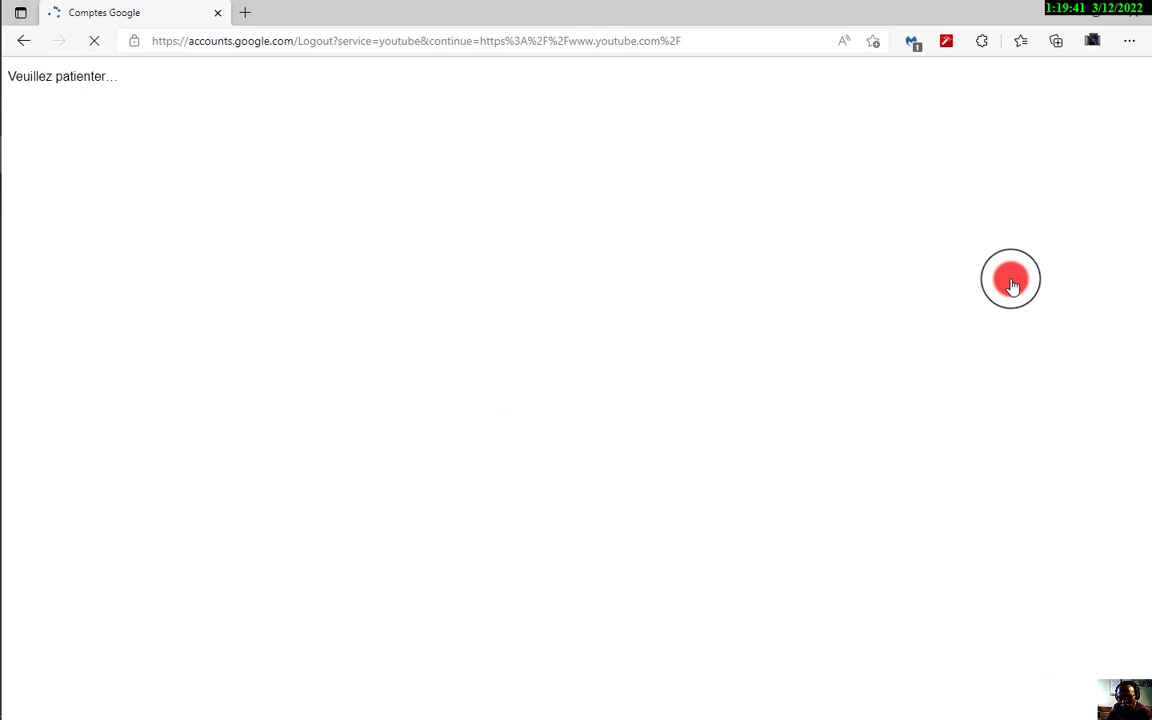 1:19:41 3/12/2022
Comptes Google
https://accounts.google.com/Logout?service=youtube&continue=https%3A%2F%2Fwww.youtube.com%2F
1
Veuillez patienter...